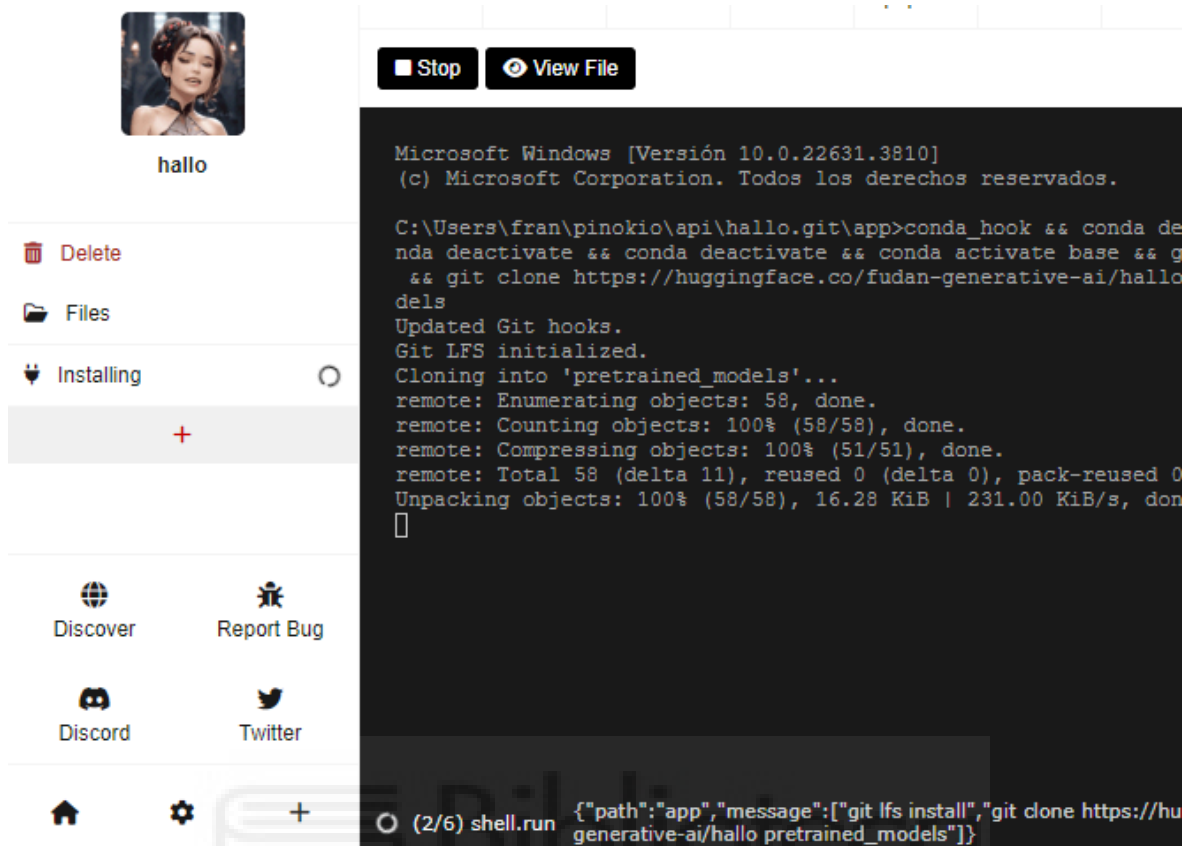 Stop
View File
hallo
Delete
Files
Installing
+
Discover
Report Bug
Discord
Twitter
+
Microsoft Windows [Versión 10.0.22631.3810]
(c) Microsoft Corporation. Todos los derechos reservados.
C:\Users\fran\pinokio\api\hallo.git\app>conda_hook && conda de
nda deactivate && conda deactivate && conda activate base && g
&& git clone https://huggingface.co/fudan-generative-ai/hallo
dels
Updated Git hooks.
Git LFS initialized.
Cloning into 'pretrained_models'...
remote: Enumerating objects: 58, done.
remote: Counting objects: 100% (58/58), done.
remote: Compressing objects: 100% (51/51), done.
remote: Total 58 (delta 11), reused 0 (delta 0), pack-reused 0
Unpacking objects: 100% (58/58), 16.28 KiB | 231.00 KiB/s, don
(2/6) shell.run
{"path":"app","message":["git lfs install","git clone https://hu
generative-ai/hallo pretrained_models"]}